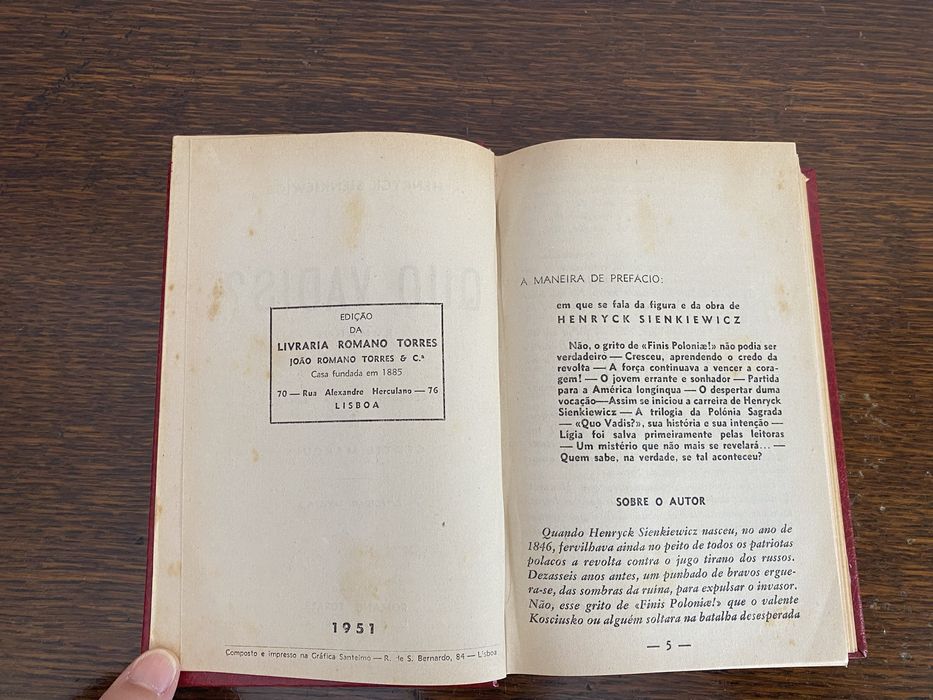 EDIÇÃO
DA
LIVRARIA ROMANO TORRES
JOÃO ROMANO TORRES & C.ª
Casa fundada em 1885
70 — Rua Alexandre Herculano — 76
LISBOA
1951
Composto e impresso na Gráfica Santelmo — R. de S. Bernardo, 84 — Lisboa
A MANEIRA DE PREFACIO:
em que se fala da figura e da obra de
HENRYCK SIENKIEWICZ
Não, o grito de «Finis Poloniæ!» não podia ser
verdadeiro — Cresceu, aprendendo o credo da
revolta — A força continuava a vencer a cora-
gem! — O jovem errante e sonhador — Partida
para a América longínqua — O despertar duma
vocação — Assim se iniciou a carreira de Henryck
Sienkiewicz — A trilogia da Polónia Sagrada
— «Quo Vadis?», sua história e sua intenção —
Lígia foi salva primeiramente pelas leitoras
— Um mistério que não mais se revelará... —
Quem sabe, na verdade, se tal aconteceu?
SOBRE O AUTOR
Quando Henryck Sienkiewicz nasceu, no ano de
1846, fervilhava ainda no peito de todos os patriotas
polacos a revolta contra o jugo tirano dos russos.
Dezasseis anos antes, um punhado de bravos ergue-
ra-se, das sombras da ruína, para expulsar o invasor.
Não, esse grito de «Finis Poloniæ!» que o valente
Kosciusko ou alguém soltara na batalha desesperada
— 5 —